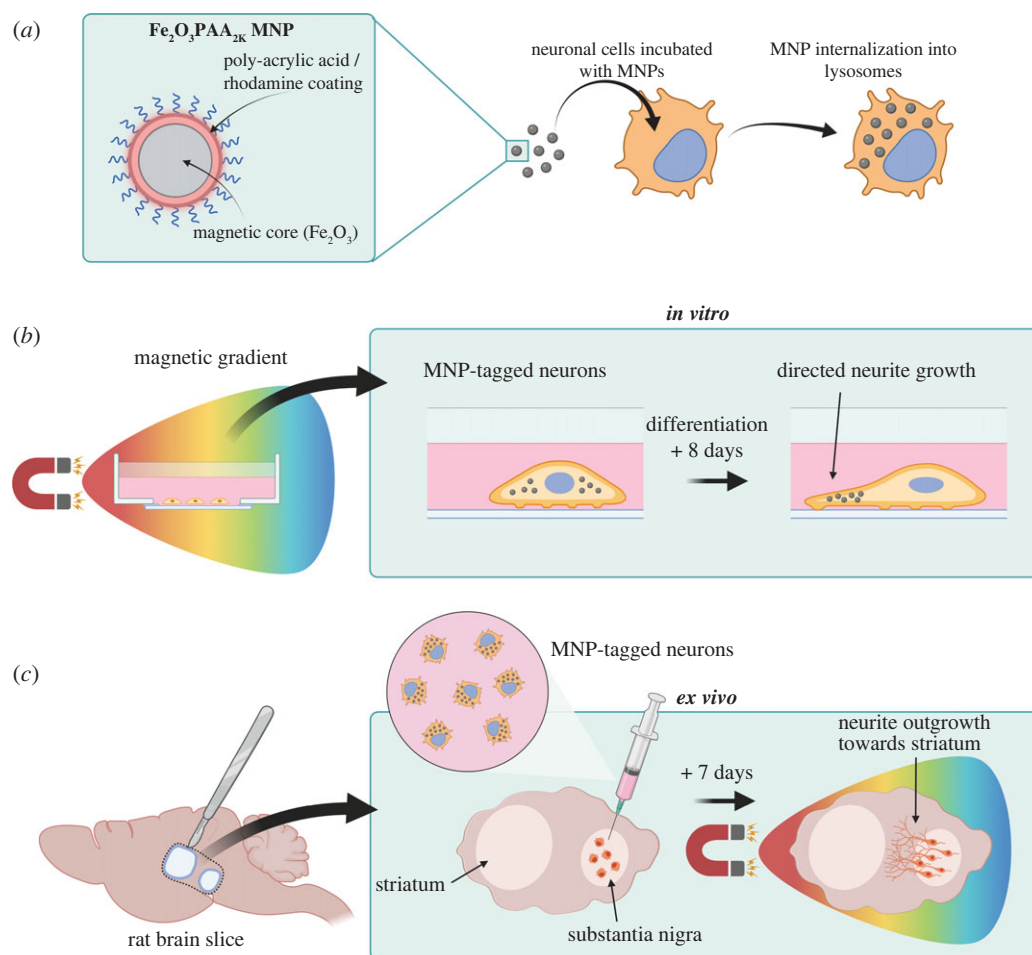 (a)
Fe₂O₃PAA₂ₖ MNP
poly-acrylic acid /
rhodamine coating
magnetic core (Fe₂O₃)
neuronal cells incubated
with MNPs
MNP internalization into
lysosomes
(b)
magnetic gradient
in vitro
MNP-tagged neurons
differentiation
+ 8 days
directed neurite growth
(c)
rat brain slice
MNP-tagged neurons
ex vivo
striatum
substantia nigra
+ 7 days
neurite outgrowth
towards striatum